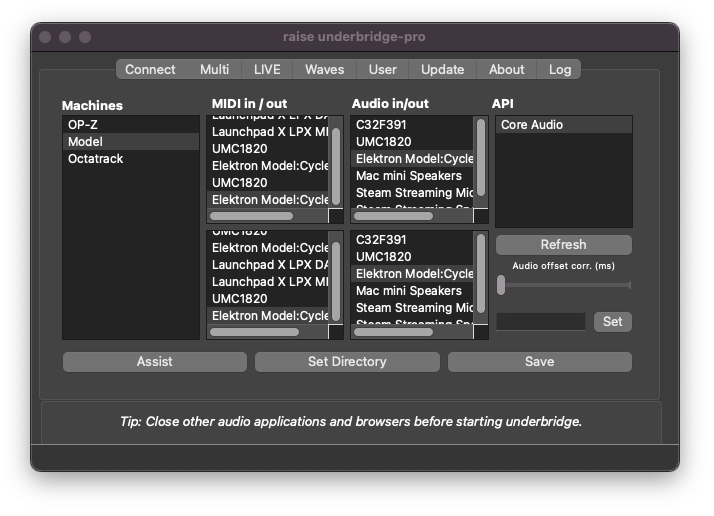 raise underbridge-pro
Connect Multi LIVE Waves User Update About Log
Machines
OP-Z
Model
Octatrack
MIDI in / out
Launchpad X LPX DA
Launchpad X LPX MI
UMC1820
Elektron Model:Cycle
UMC1820
Elektron Model:Cycle
UMC1820
Elektron Model:Cycle
Launchpad X LPX DA
Launchpad X LPX MI
UMC1820
Elektron Model:Cycle
Audio in/out
C32F391
UMC1820
Elektron Model:Cycle
Mac mini Speakers
Steam Streaming Mic
Steam Streaming Sp
C32F391
UMC1820
Elektron Model:Cycle
Mac mini Speakers
Steam Streaming Mic
Steam Streaming Sp
API
Core Audio
Refresh
Audio offset corr. (ms)
Set
Assist Set Directory Save
Tip: Close other audio applications and browsers before starting underbridge.